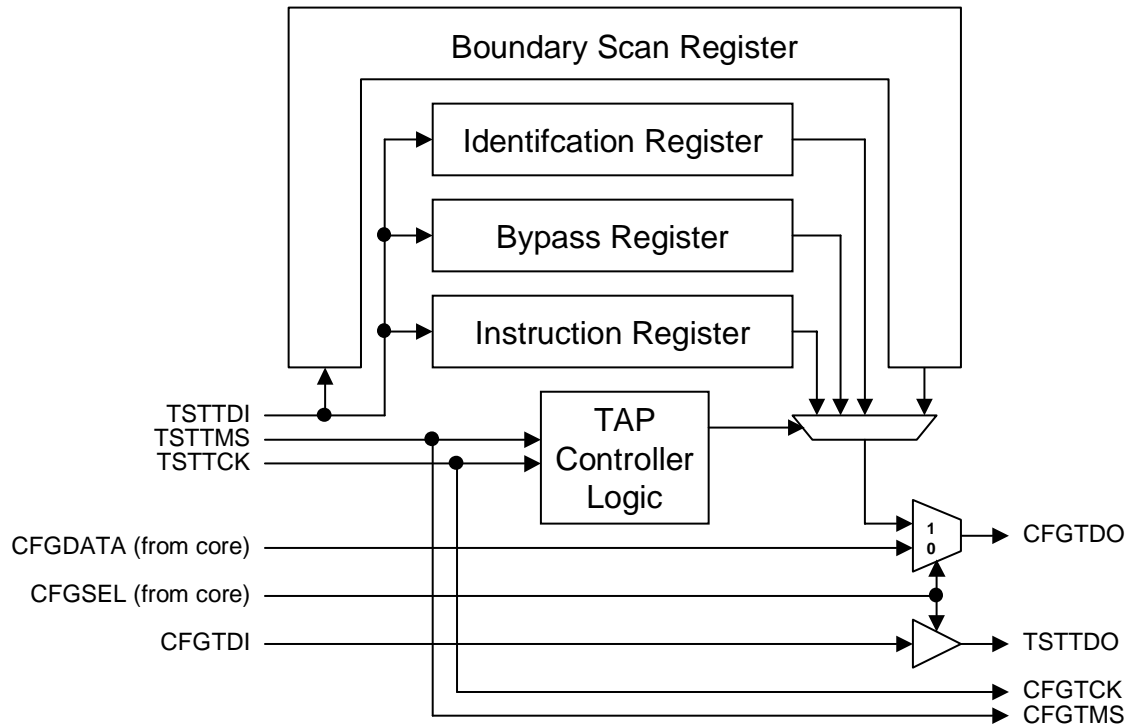 Boundary Scan Register
Identifcation Register
Bypass Register
Instruction Register
TSTTDI
TSTTMS
TSTTCK
TAP
Controller
Logic
CFGDATA (from core)
1
0
CFGTDO
CFGSEL (from core)
CFGTDI
TSTTDO
CFGTCK
CFGTMS